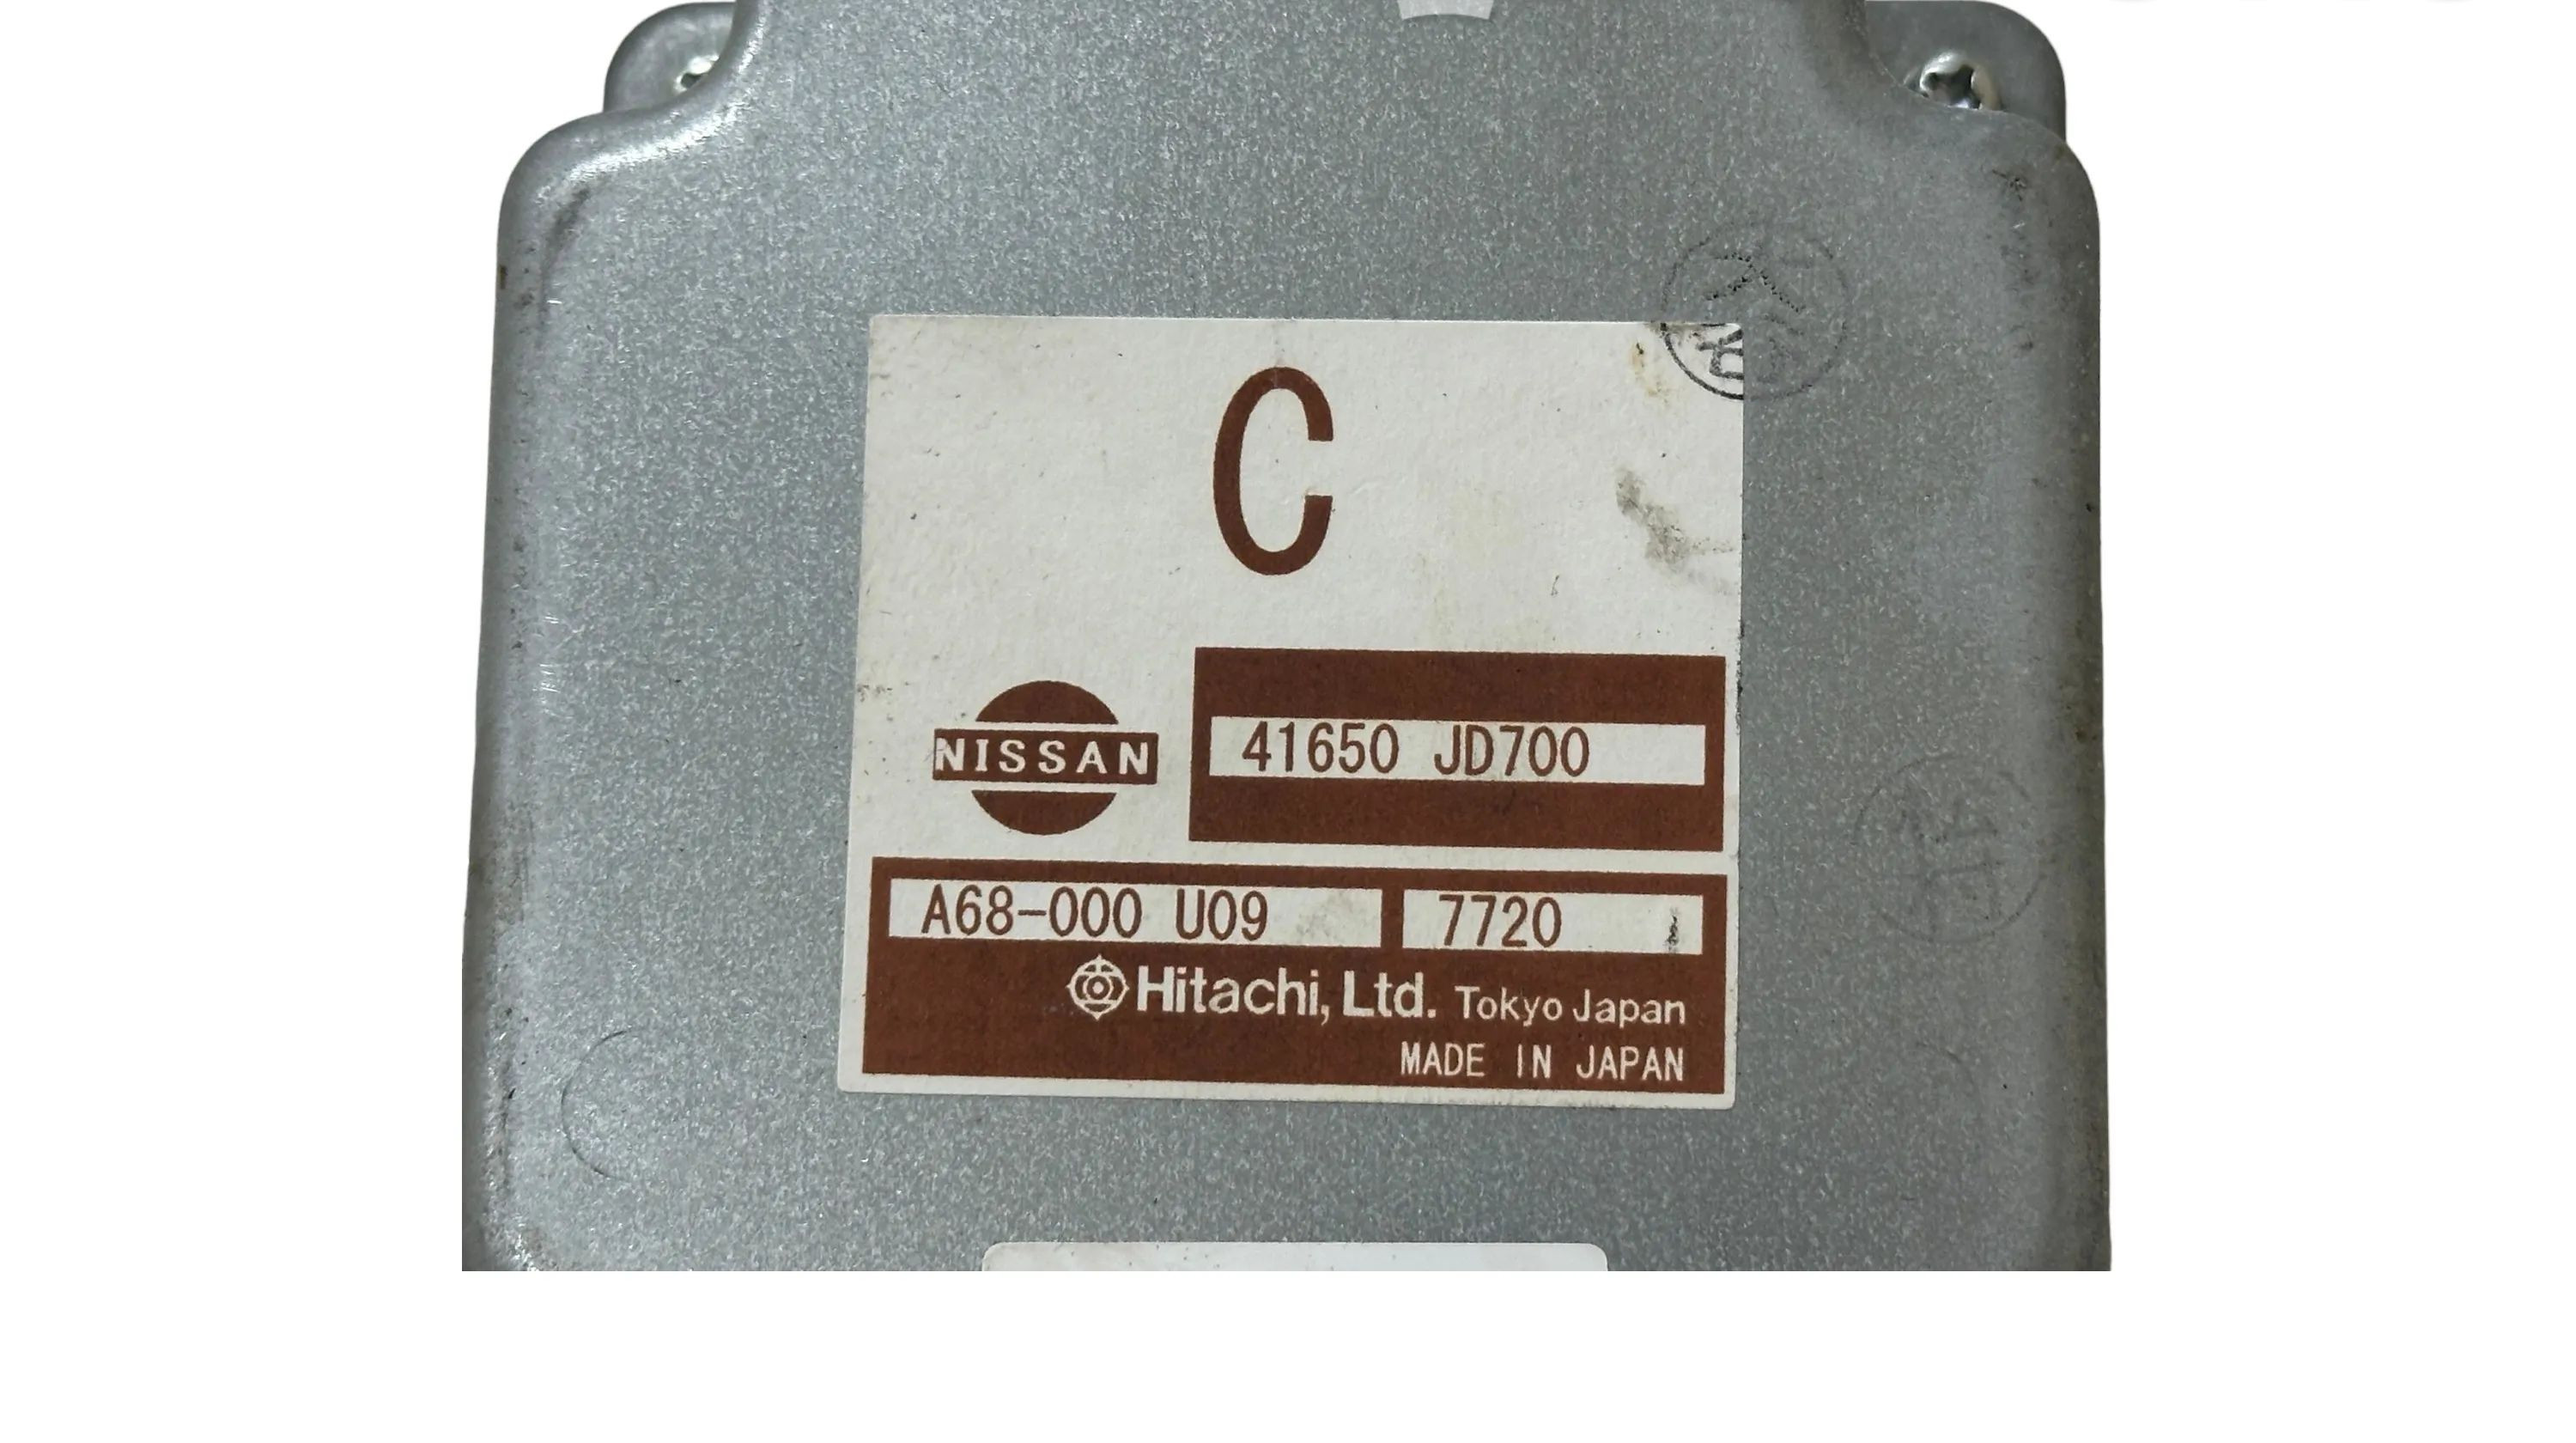 C
NISSAN
41650 JD700
A68-000 U09
7720
Hitachi, Ltd. Tokyo Japan
MADE IN JAPAN